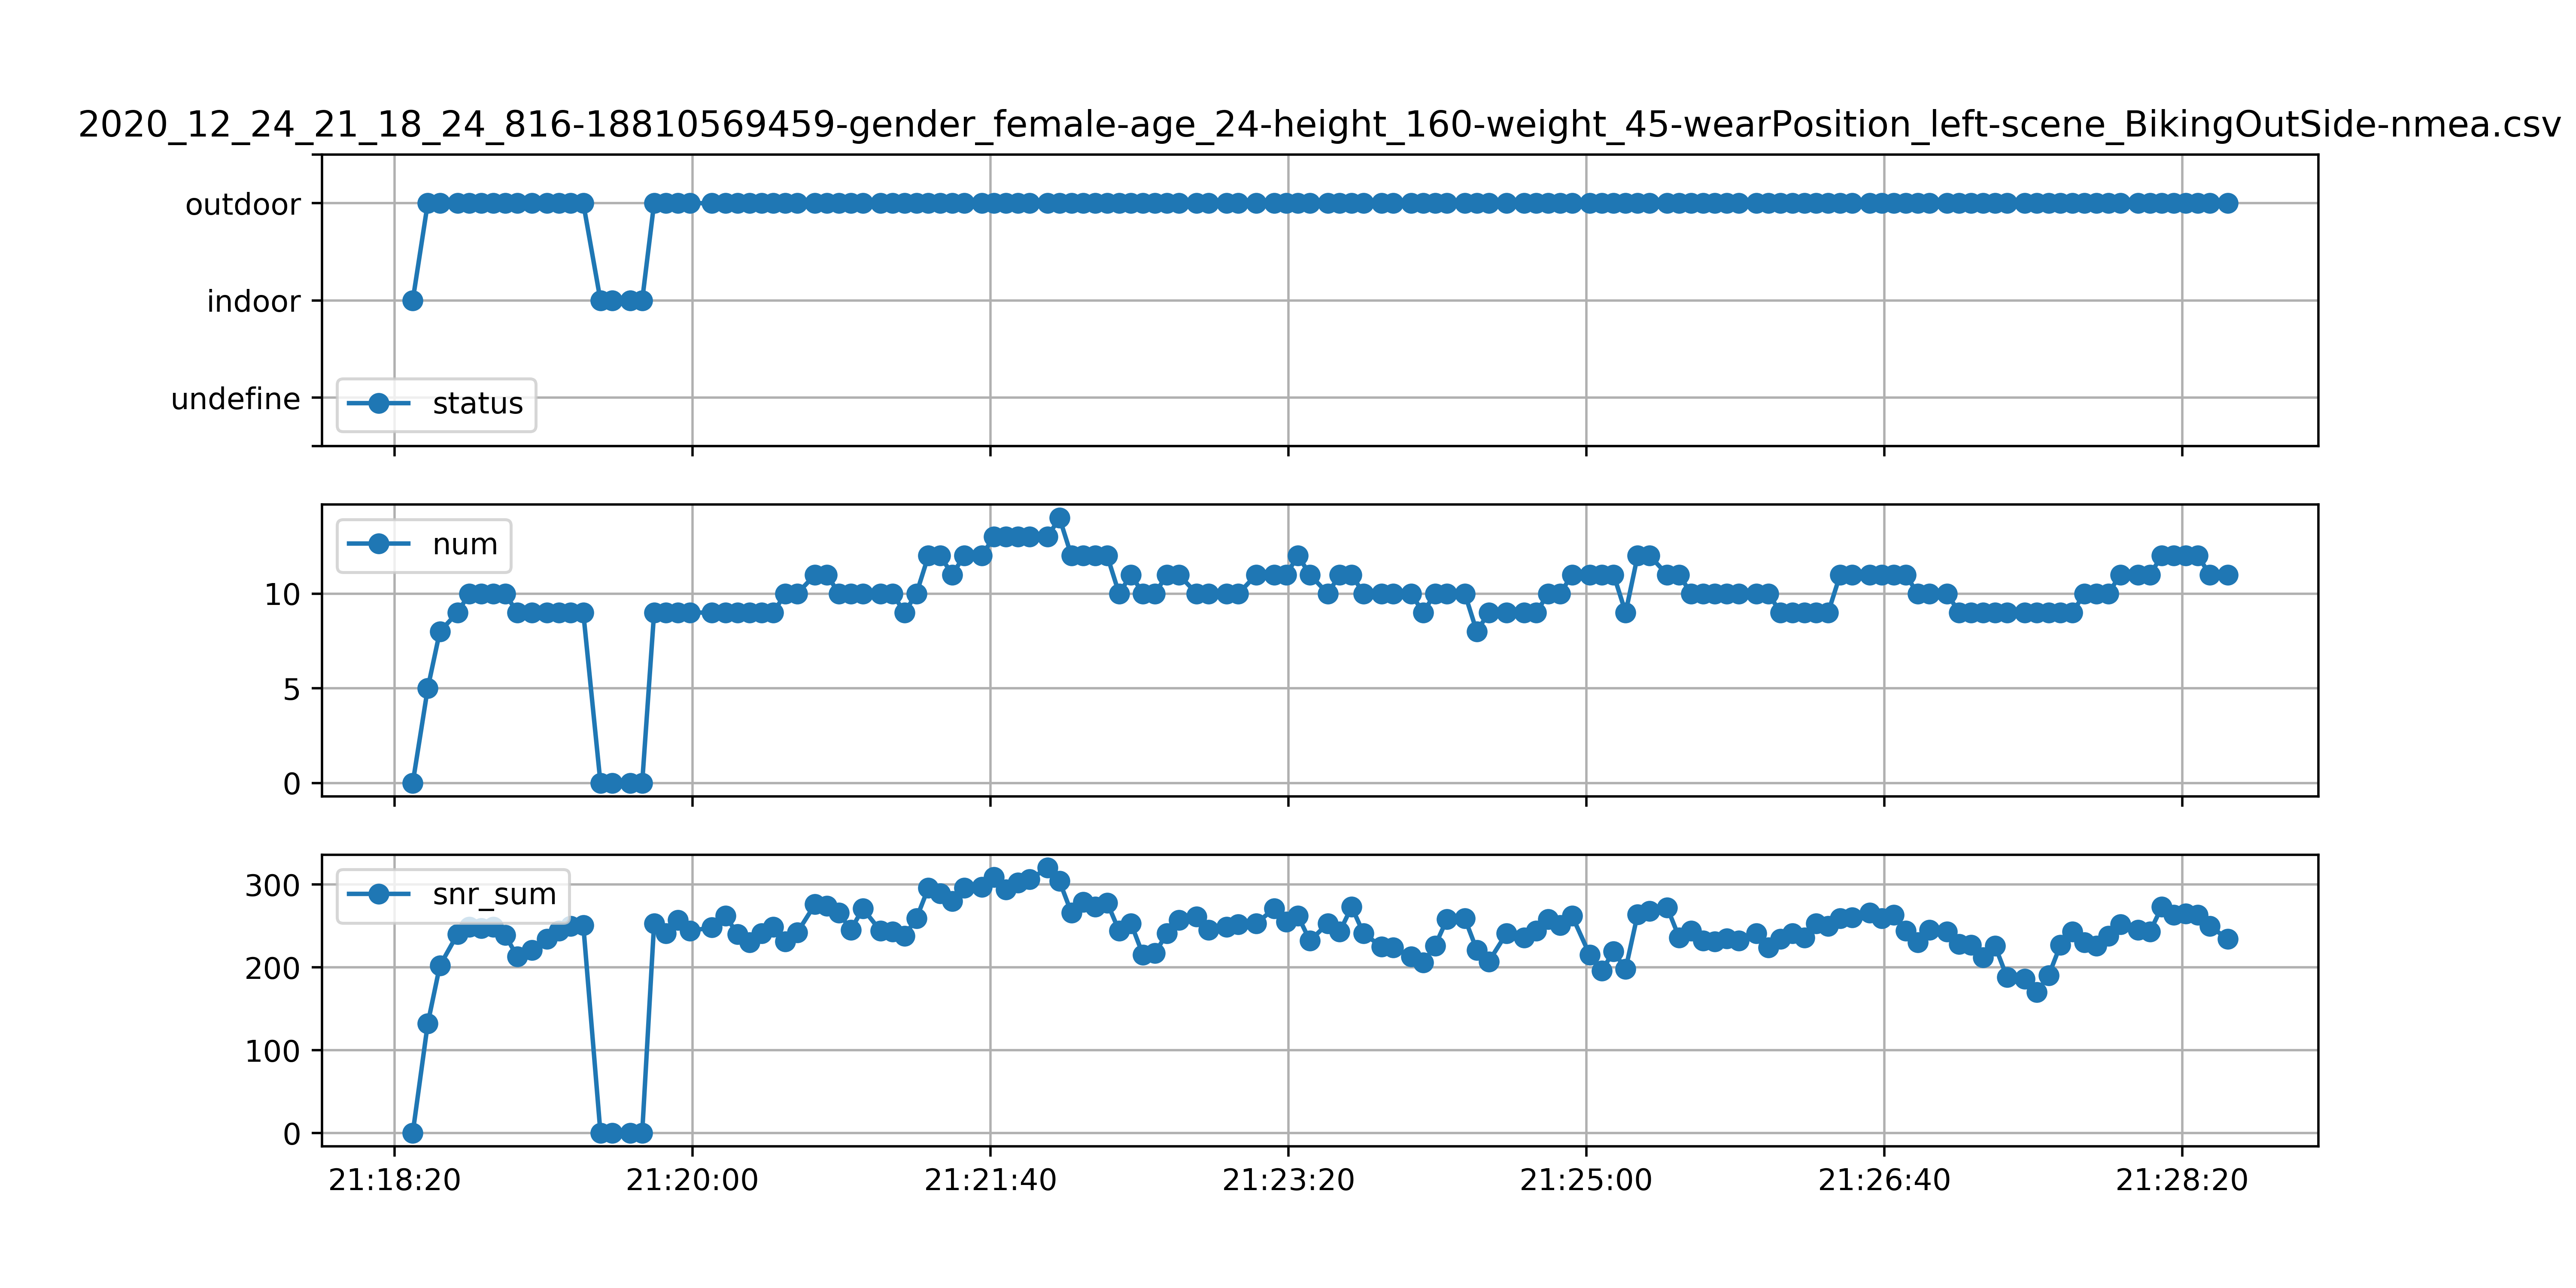 2020_12_24_21_18_24_816-18810569459-gender_female-age_24-height_160-weight_45-wearPosition_left-scene_BikingOutSide-nmea.csv
outdoor
indoor
undefine
status
num
10
5
0
snr_sum
300
200
100
0
21:18:20 21:20:00 21:21:40 21:23:20 21:25:00 21:26:40 21:28:20